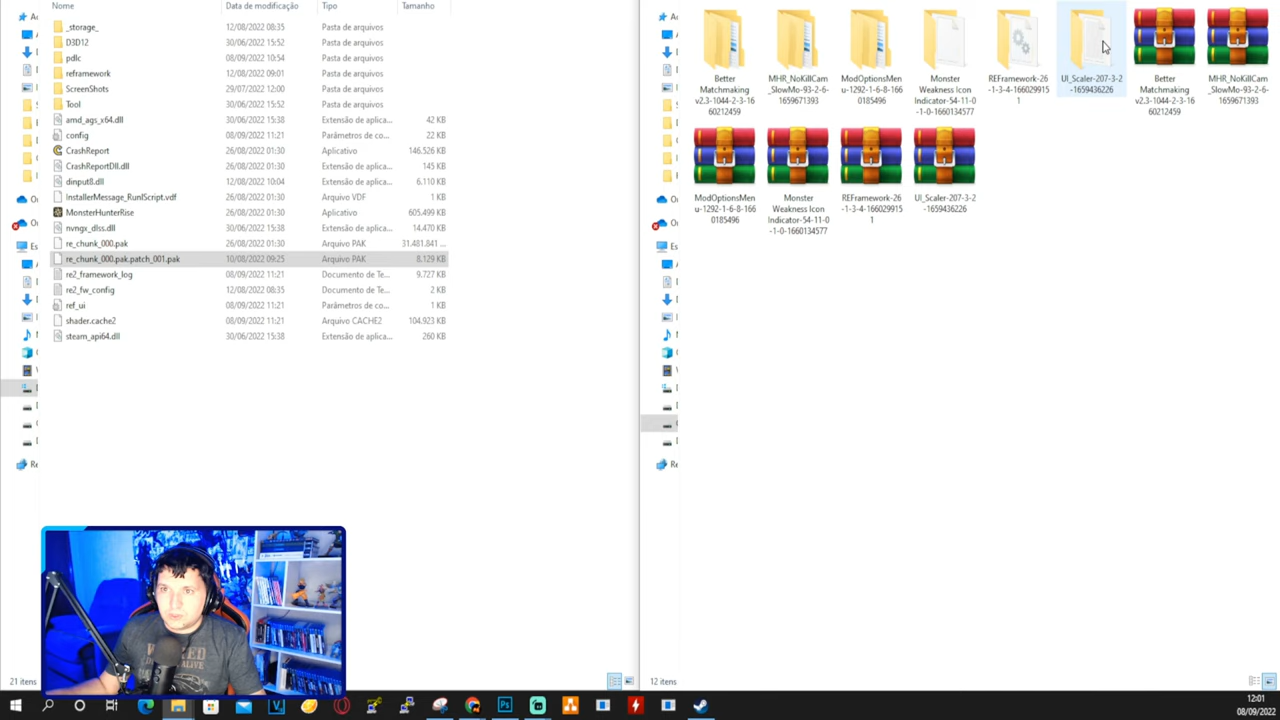 Nome Data de modificação Tipo Tamanho
_storage_ 12/08/2022 08:35 Pasta de arquivos
D3D12 30/06/2022 15:52 Pasta de arquivos
pdlc 08/09/2022 10:54 Pasta de arquivos
reframework 12/08/2022 09:01 Pasta de arquivos
ScreenShots 29/07/2022 12:00 Pasta de arquivos
Tool 30/06/2022 15:52 Pasta de arquivos
amd_ags_x64.dll 30/06/2022 15:38 Extensão de aplica... 42 KB
config 08/09/2022 11:21 Parâmetros de co... 22 KB
CrashReport 26/08/2022 01:30 Aplicativo 146.526 KB
CrashReportDll.dll 26/08/2022 01:30 Extensão de aplica... 145 KB
dinput8.dll 12/08/2022 10:04 Extensão de aplica... 6.110 KB
InstallerMessage_RunIScript.vdf 26/08/2022 01:30 Arquivo VDF 1 KB
MonsterHunterRise 26/08/2022 01:30 Aplicativo 605.499 KB
nvngx_dlss.dll 30/06/2022 15:38 Extensão de aplica... 14.470 KB
re_chunk_000.pak 26/08/2022 01:30 Arquivo PAK 31.481.841 ...
re_chunk_000.pak.patch_001.pak 10/08/2022 09:25 Arquivo PAK 8.129 KB
re2_framework_log 08/09/2022 11:21 Documento de Te... 9.727 KB
re2_fw_config 12/08/2022 08:35 Documento de Te... 2 KB
ref_ui 08/09/2022 11:21 Parâmetros de co... 1 KB
shader.cache2 08/09/2022 11:21 Arquivo CACHE2 104.923 KB
steam_api64.dll 30/06/2022 15:38 Extensão de aplica... 260 KB
21 itens
Better
Matchmaking
v2.3-1044-2-3-16
60212459
MHR_NoKillCam
_SlowMo-93-2-6-
1659671393
ModOptionsMen
u-1292-1-6-8-166
0185496
Monster
Weakness Icon
Indicator-54-11-0
-1-0-1660134577
REFramework-26
-1-3-4-166029915
1
UI_Scaler-207-3-2
-1659436226
Better
Matchmaking
v2.3-1044-2-3-16
60212459
MHR_NoKillCam
_SlowMo-93-2-6-
1659671393
ModOptionsMen
u-1292-1-6-8-166
0185496
Monster
Weakness Icon
Indicator-54-11-0
-1-0-1660134577
REFramework-26
-1-3-4-166029915
1
UI_Scaler-207-3-2
-1659436226
12 itens
12:01
08/09/2022